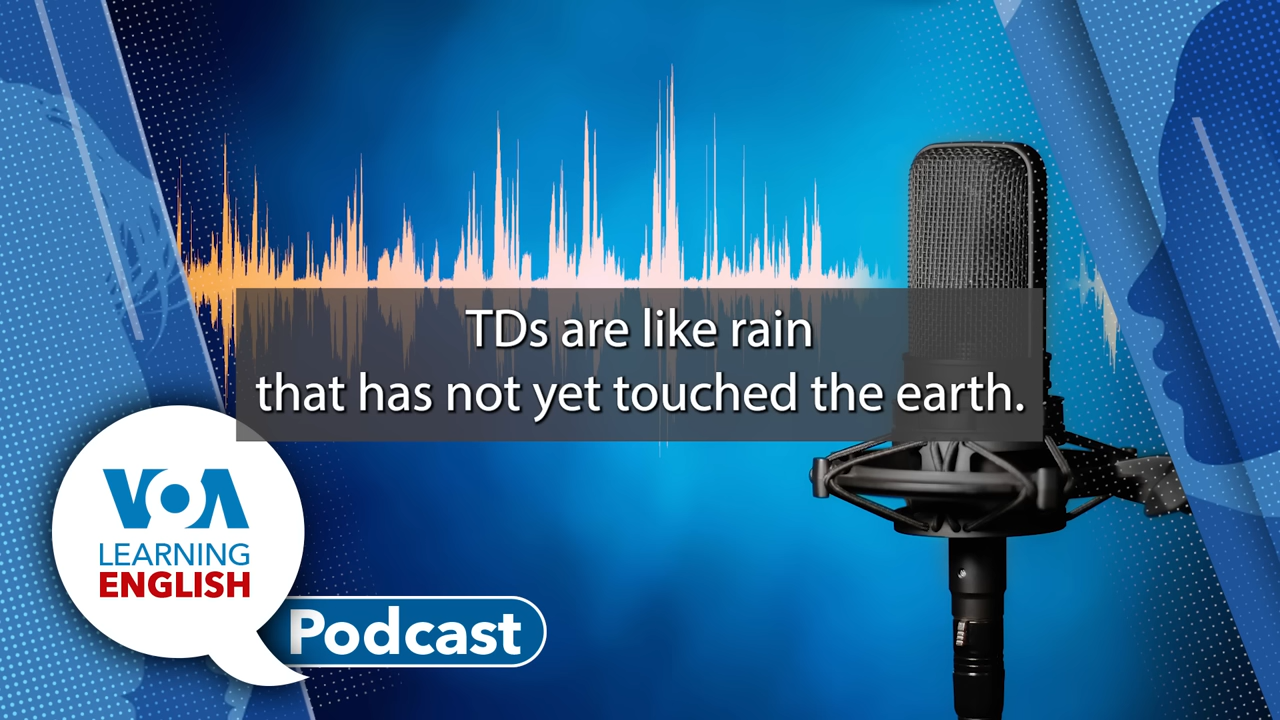 TDs are like rain
that has not yet touched the earth.
VOA
LEARNING
ENGLISH
Podcast